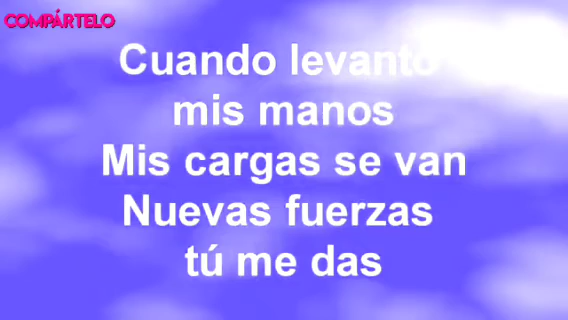 COMPÁRTELO
Cuando levanto
mis manos
Mis cargas se van
Nuevas fuerzas
tú me das